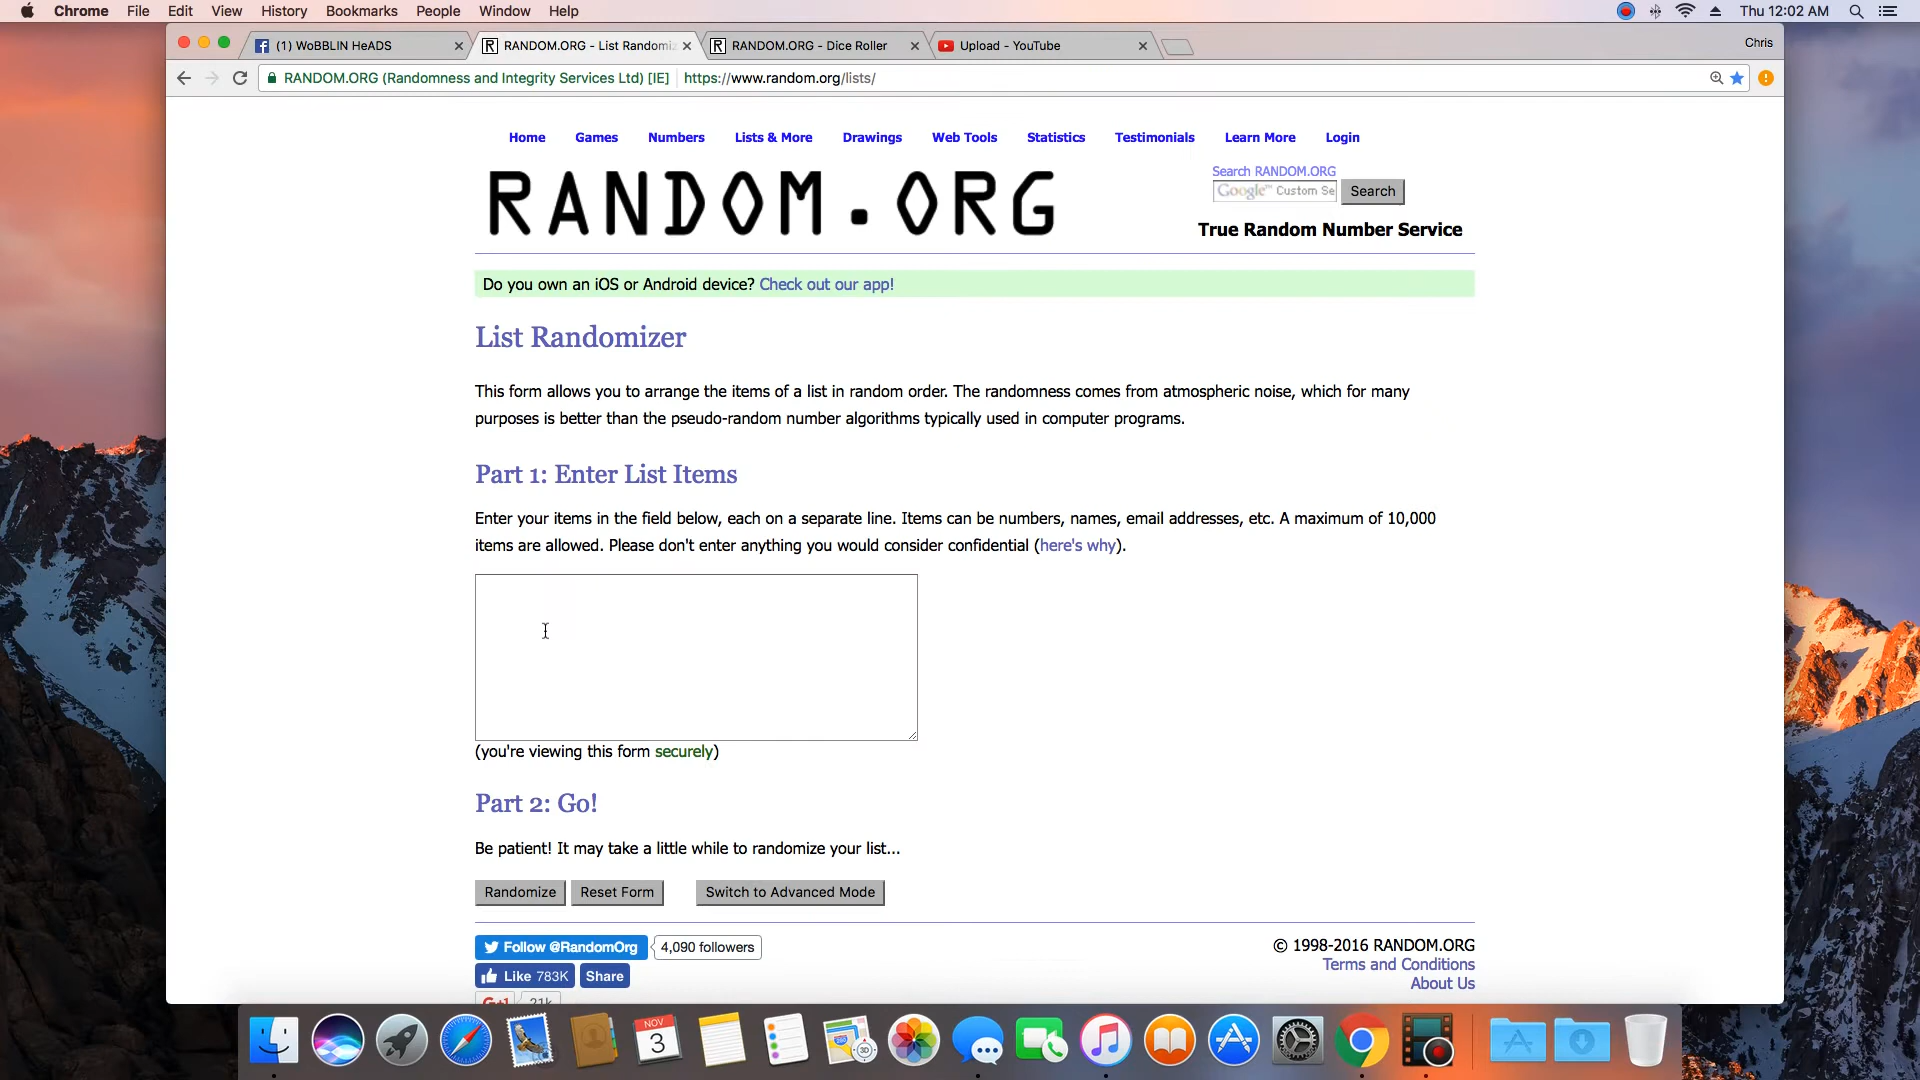 Chrome File Edit View History Bookmarks People Window Help Thu 12:02 AM
(1) WoBBLIN HeADS RANDOM.ORG - List Randomiz RANDOM.ORG - Dice Roller Upload - YouTube Chris
RANDOM.ORG (Randomness and Integrity Services Ltd) [IE] https://www.random.org/lists/
Home Games Numbers Lists & More Drawings Web Tools Statistics Testimonials Learn More Login
RANDOM.ORG
Search RANDOM.ORG
Google™ Custom Se Search
True Random Number Service
Do you own an iOS or Android device? Check out our app!
List Randomizer
This form allows you to arrange the items of a list in random order. The randomness comes from atmospheric noise, which for many
purposes is better than the pseudo-random number algorithms typically used in computer programs.
Part 1: Enter List Items
Enter your items in the field below, each on a separate line. Items can be numbers, names, email addresses, etc. A maximum of 10,000
items are allowed. Please don't enter anything you would consider confidential (here's why).
(you're viewing this form securely)
Part 2: Go!
Be patient! It may take a little while to randomize your list...
Randomize Reset Form Switch to Advanced Mode
Follow @RandomOrg 4,090 followers
Like 783K Share
G+1 21k
© 1998-2016 RANDOM.ORG
Terms and Conditions
About Us
NOV
3
3D